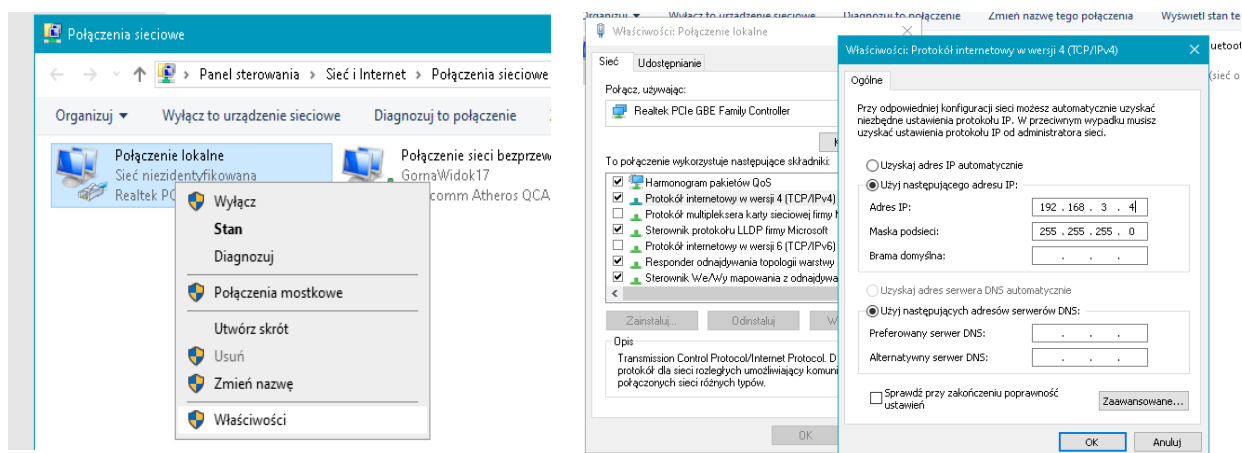 Połączenia sieciowe
Panel sterowania > Sieć i Internet > Połączenia sieciowe
Organizuj Wyłącz to urządzenie sieciowe Diagnozuj to połączenie
Połączenie lokalne
Sieć niezidentyfikowana
Realtek
Połączenie sieci
GornaWidok17
Atheros QCA
Wyłącz
Stan
Diagnozuj
Połączenia mostkowe
Utwórz skrót
Usuń
Zmień nazwę
Właściwości
Organizuj Wyłącz to urządzenie sieciowe Diagnozuj to połączenie Zmień nazwę tego połączenia Wyświetl stan
Właściwości: Połączenie lokalne
Sieć Udostępnianie
Połącz, używając:
Realtek PCIe GBE Family Controller
To połączenie wykorzystuje następujące składniki:
Harmonogram pakietów QoS
Protokół internetowy w wersji 4 (TCP/IPv4)
Protokół multipleksera karty sieciowej firmy
Sterownik protokołu LLDP firmy Microsoft
Protokół internetowy w wersji 6 (TCP/IPv6)
Responder odnajdywania topologii warstwy
Sterownik We/Wy mapowania z
Zainstaluj... Odinstaluj
Opis
Transmission Control Protocol/Internet Protocol.
protokół dla sieci rozległych umożliwiający
połączonych sieci różnych typów.
OK
Właściwości: Protokół internetowy w wersji 4 (TCP/IPv4)
Ogólne
Przy odpowiedniej konfiguracji sieci możesz automatycznie uzyskać
niezbędne ustawienia protokołu IP. W przeciwnym wypadku musisz
uzyskać ustawienia protokołu IP od administratora sieci.
Uzyskaj adres IP automatycznie
Użyj następującego adresu IP:
Adres IP: 192 . 168 . 3 . 4
Maska podsieci: 255 . 255 . 255 . 0
Brama domyślna: . . .
Uzyskaj adres serwera DNS automatycznie
Użyj następujących adresów serwerów DNS:
Preferowany serwer DNS: . . .
Alternatywny serwer DNS: . . .
Sprawdź przy zakończeniu poprawność
ustawień
Zaawansowane...
OK Anuluj
(sieć